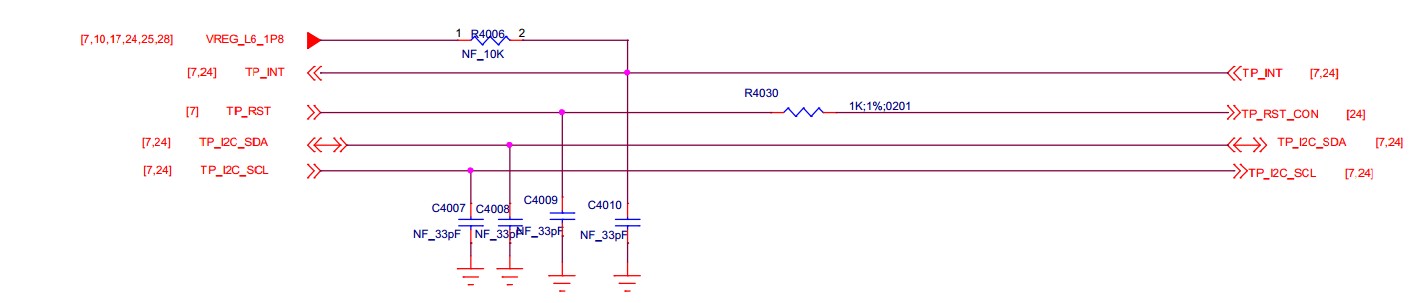 [7,10,17,24,25,28] VREG_L6_1P8 1 R4006 2
NF_10K
[7,24] TP_INT TP_INT [7,24]
R4030
[7] TP_RST 1K;1%;0201 TP_RST_CON [24]
[7,24] TP_I2C_SDA TP_I2C_SDA [7,24]
[7,24] TP_I2C_SCL TP_I2C_SCL [7,24]
C4007 C4008 C4009 C4010
NF_33pF NF_33pF NF_33pF NF_33pF